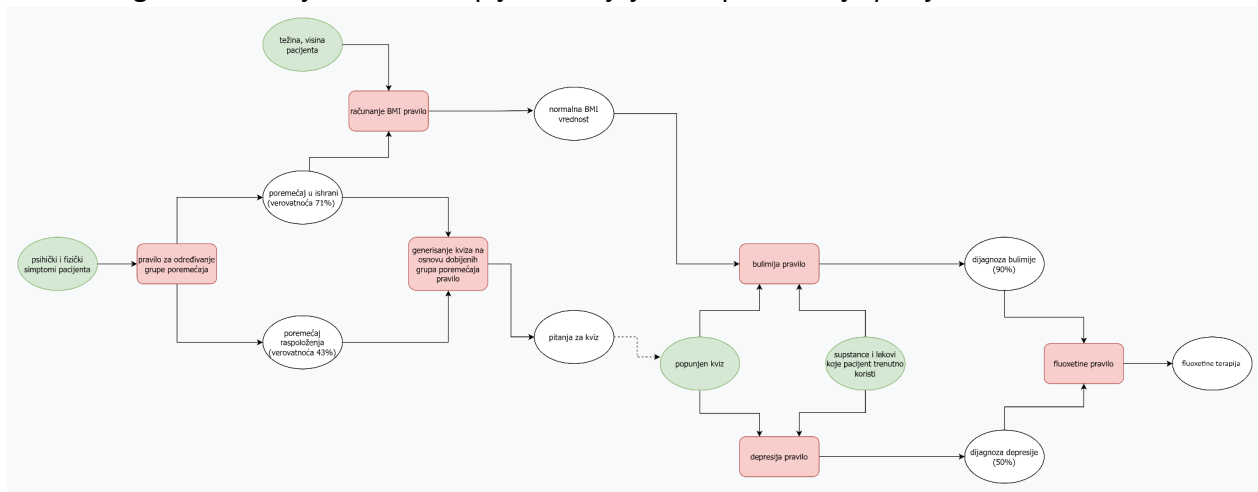 težina, visina
pacijenta
računanje BMI pravilo
normalna BMI
vrednost
poremećaj u ishrani
(verovatnoća 71%)
psihički i fizički
simptomi pacijenta
pravilo za određivanje
grupe poremećaja
generisanje kviza na
osnovu dobijenih
grupa poremećaja
pravilo
poremećaj
raspoloženja
(verovatnoća 43%)
pitanja za kviz
bulimija pravilo
dijagnoza bulimije
(90%)
popunjen kviz
supstance i lekovi
koje pacijent trenutno
koristi
fluoxetine pravilo
fluoxetine terapija
depresija pravilo
dijagnoza depresije
(50%)